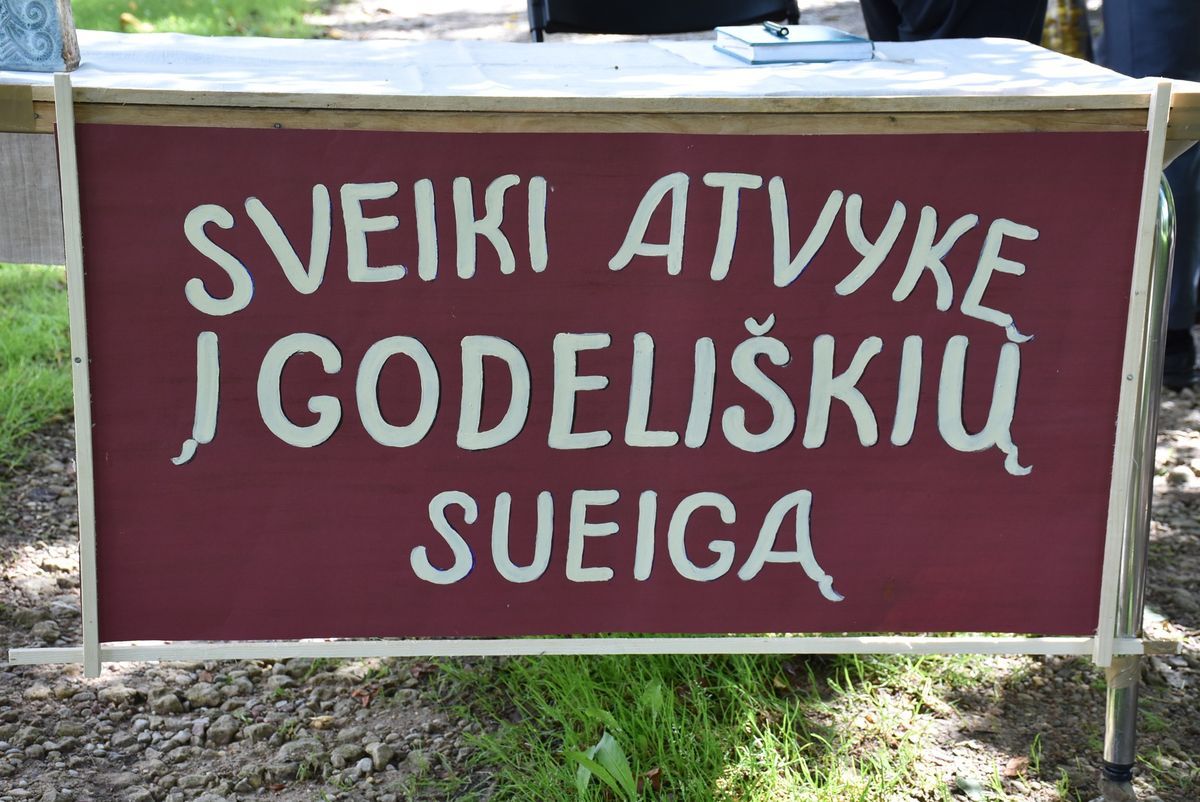 SVEIKI ATVYKĘ
Į GODELIŠKIŲ
SUEIGĄ